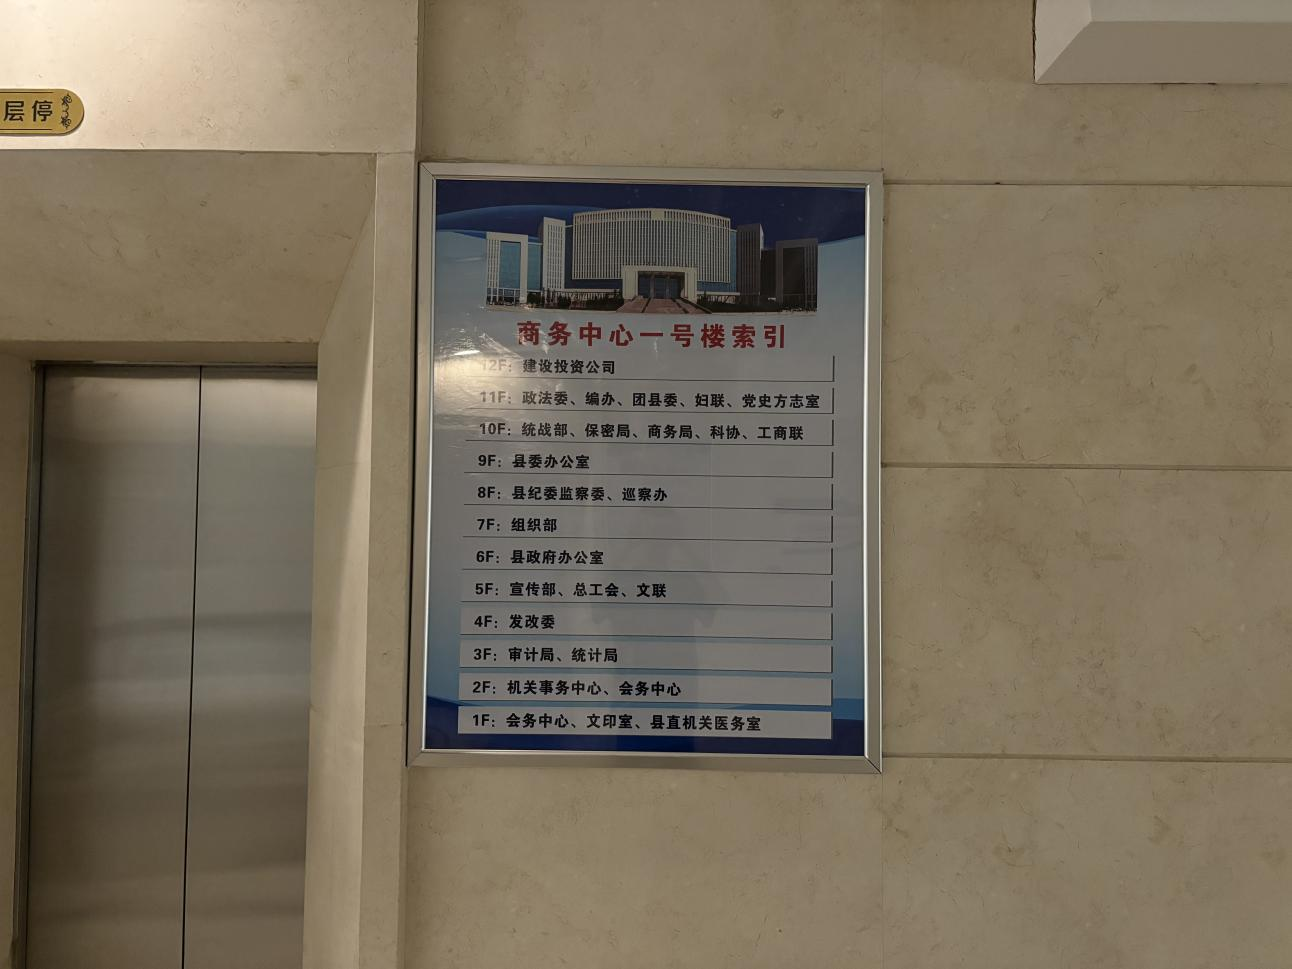 层停
商务中心一号楼索引
12F：建设投资公司
11F：政法委、编办、团县委、妇联、党史方志室
10F：统战部、保密局、商务局、科协、工商联
9F：县委办公室
8F：县纪委监察委、巡察办
7F：组织部
6F：县政府办公室
5F：宣传部、总工会、文联
4F：发改委
3F：审计局、统计局
2F：机关事务中心、会务中心
1F：会务中心、文印室、县直机关医务室